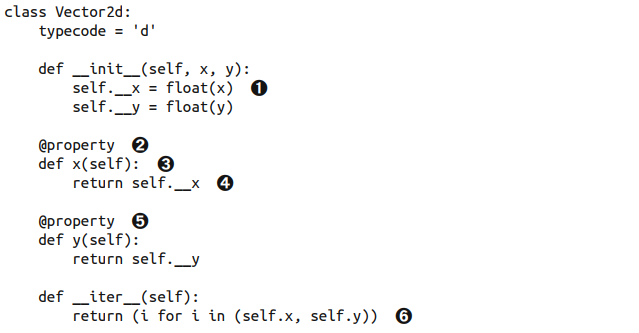 class Vector2d:
    typecode = 'd'
    def __init__(self, x, y):
        self.__x = float(x) ❶
        self.__y = float(y)
    @property ❷
    def x(self): ❸
        return self.__x ❹
    @property ❺
    def y(self):
        return self.__y
    def __iter__(self):
        return (i for i in (self.x, self.y)) ❻